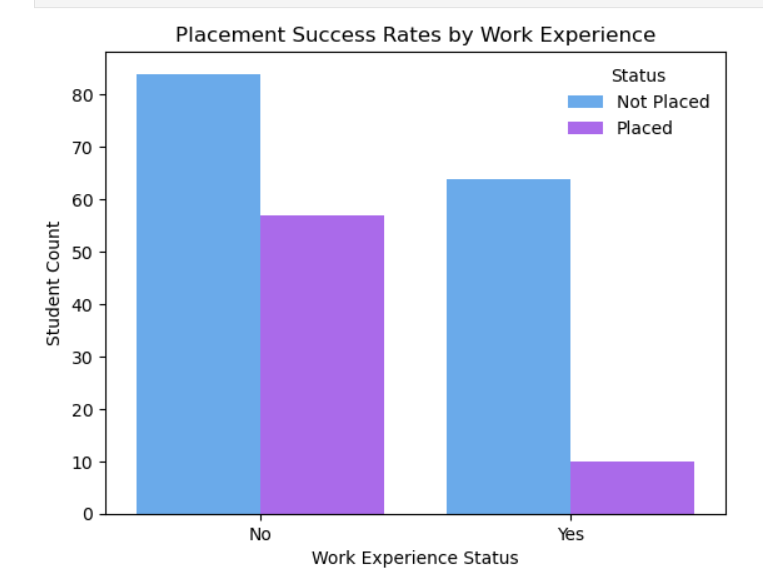 Placement Success Rates by Work Experience
Status
Not Placed
Placed
80
70
60
50
40
30
20
10
0
Student Count
No
Yes
Work Experience Status